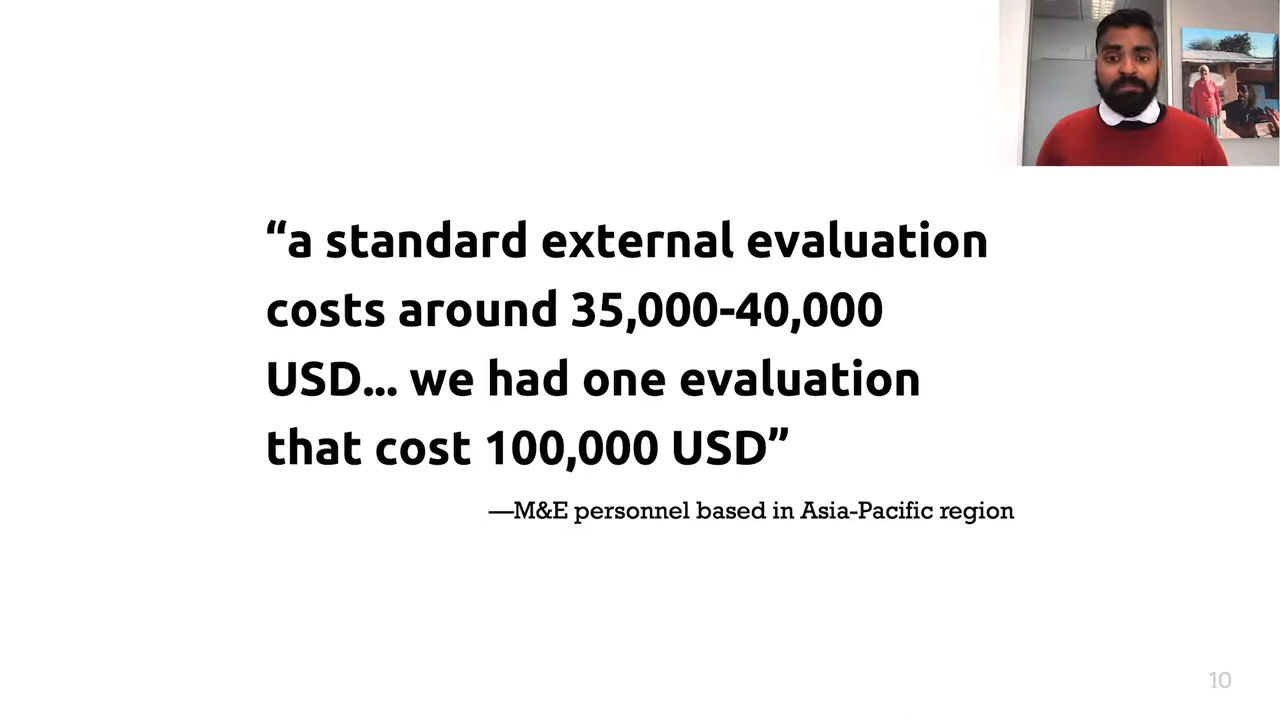 “a standard external evaluation
costs around 35,000-40,000
USD... we had one evaluation
that cost 100,000 USD”
—M&E personnel based in Asia-Pacific region
10